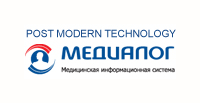 POST MODERN TECHNOLOGY
МЕДИАЛОГ
Медицинская информационная система